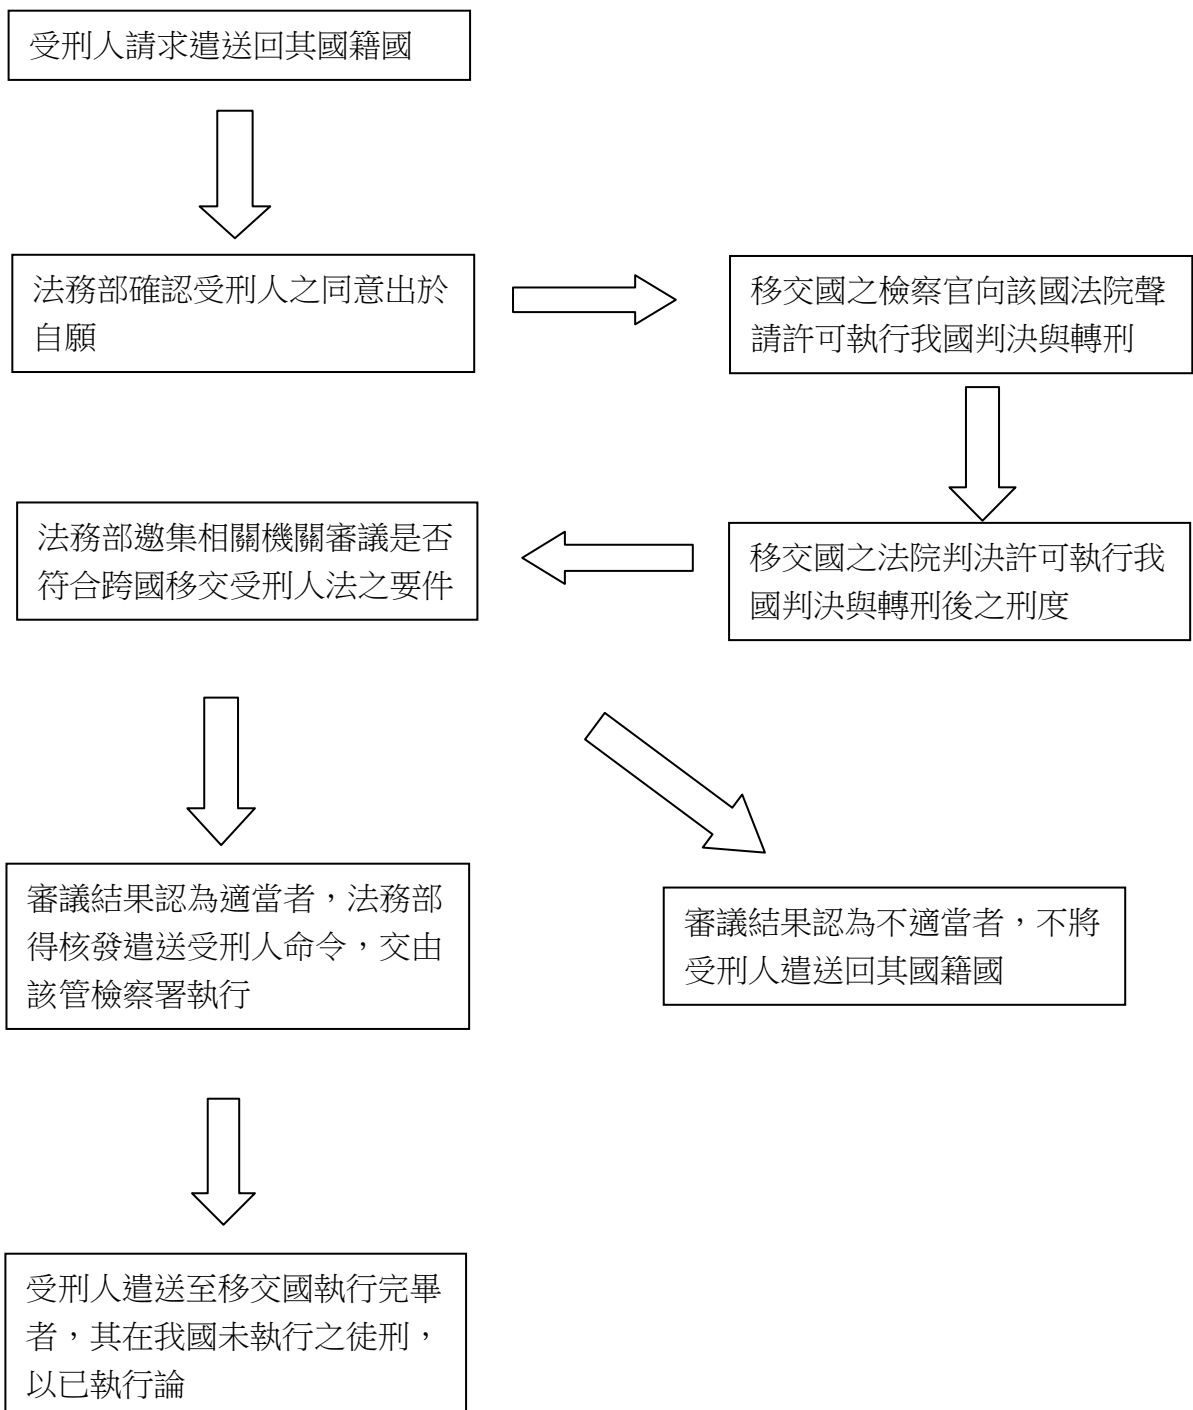 受刑人請求遣送回其國籍國
法務部確認受刑人之同意出於
自願
移交國之檢察官向該國法院聲
請許可執行我國判決與轉刑
移交國之法院判決許可執行我
國判決與轉刑後之刑度
法務部邀集相關機關審議是否
符合跨國移交受刑人法之要件
審議結果認為適當者，法務部
得核發遣送受刑人命令，交由
該管檢察署執行
審議結果認為不適當者，不將
受刑人遣送回其國籍國
受刑人遣送至移交國執行完畢
者，其在我國未執行之徒刑，
以已執行論